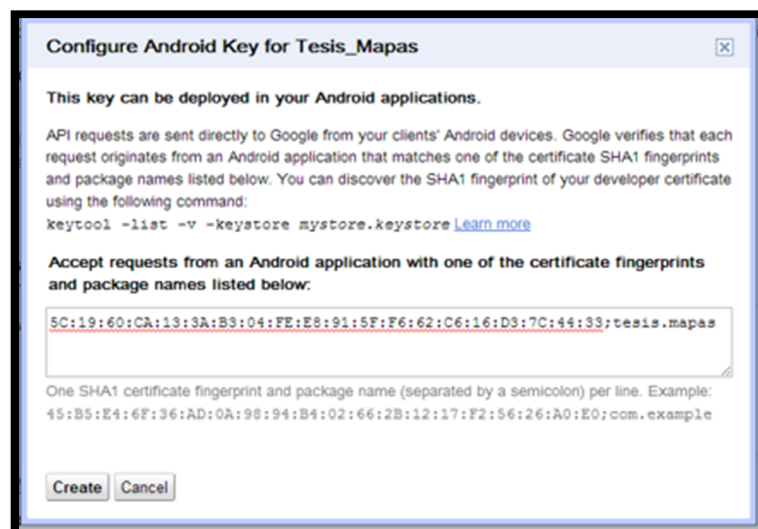 Configure Android Key for Tesis_Mapas
This key can be deployed in your Android applications.
API requests are sent directly to Google from your clients' Android devices. Google verifies that each
request originates from an Android application that matches one of the certificate SHA1 fingerprints
and package names listed below. You can discover the SHA1 fingerprint of your developer certificate
using the following command:
keytool -list -v -keystore mystore.keystore Learn more
Accept requests from an Android application with one of the certificate fingerprints
and package names listed below:
5C:19:60:CA:13:3A:B3:04:FE:E8:91:5F:F6:62:C6:16:D3:7C:44:33;tesis.mapas
One SHA1 certificate fingerprint and package name (separated by a semicolon) per line. Example:
45:B5:E4:6F:36:AD:0A:98:94:B4:02:66:2B:12:17:F2:56:26:A0:E0;com.example
Create Cancel